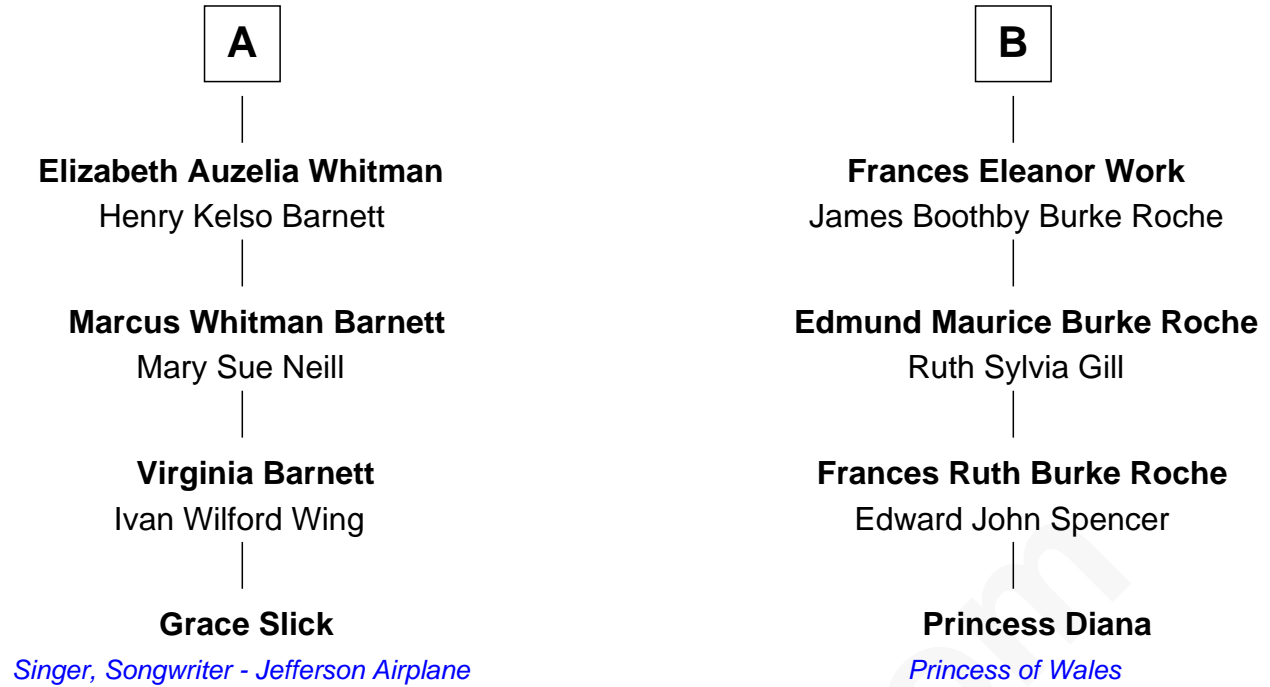 A
Elizabeth Auzelia Whitman
Henry Kelso Barnett
Marcus Whitman Barnett
Mary Sue Neill
Virginia Barnett
Ivan Wilford Wing
Grace Slick
Singer, Songwriter - Jefferson Airplane
B
Frances Eleanor Work
James Boothby Burke Roche
Edmund Maurice Burke Roche
Ruth Sylvia Gill
Frances Ruth Burke Roche
Edward John Spencer
Princess Diana
Princess of Wales
om